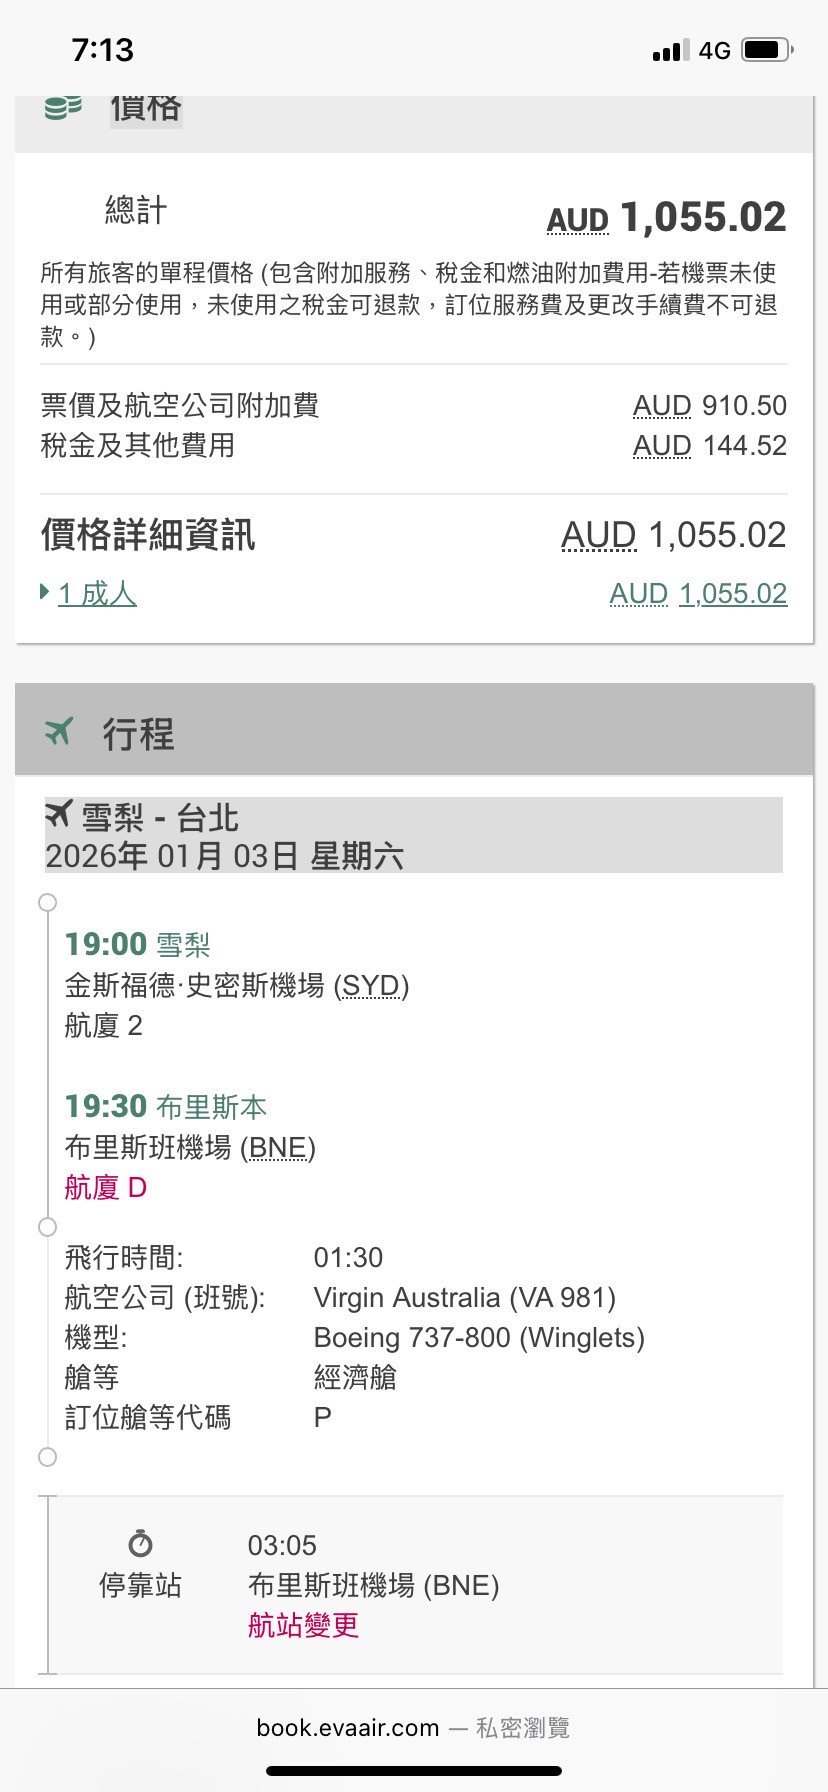 7:13
4G
價格
總計
AUD 1,055.02
所有旅客的單程價格 (包含附加服務、稅金和燃油附加費用-若機票未使
用或部分使用，未使用之稅金可退款，訂位服務費及更改手續費不可退
款。)
票價及航空公司附加費 AUD 910.50
稅金及其他費用 AUD 144.52
價格詳細資訊 AUD 1,055.02
1 成人 AUD 1,055.02
行程
雪梨 - 台北
2026年 01月 03日 星期六
19:00 雪梨
金斯福德·史密斯機場 (SYD)
航廈 2
19:30 布里斯本
布里斯班機場 (BNE)
航廈 D
飛行時間: 01:30
航空公司 (班號): Virgin Australia (VA 981)
機型: Boeing 737-800 (Winglets)
艙等 經濟艙
訂位艙等代碼 P
03:05
停靠站 布里斯班機場 (BNE)
航站變更
book.evaair.com — 私密瀏覽